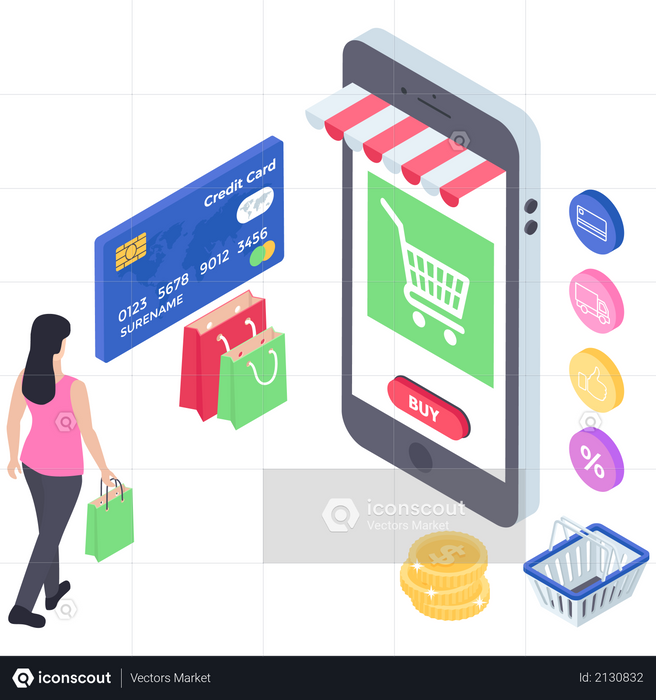 Credit Card
0123 5678 9012 3456
SURENAME
BUY
%
$
iconscout
Vectors Market
iconscout
Vectors Market
Id: 2130832